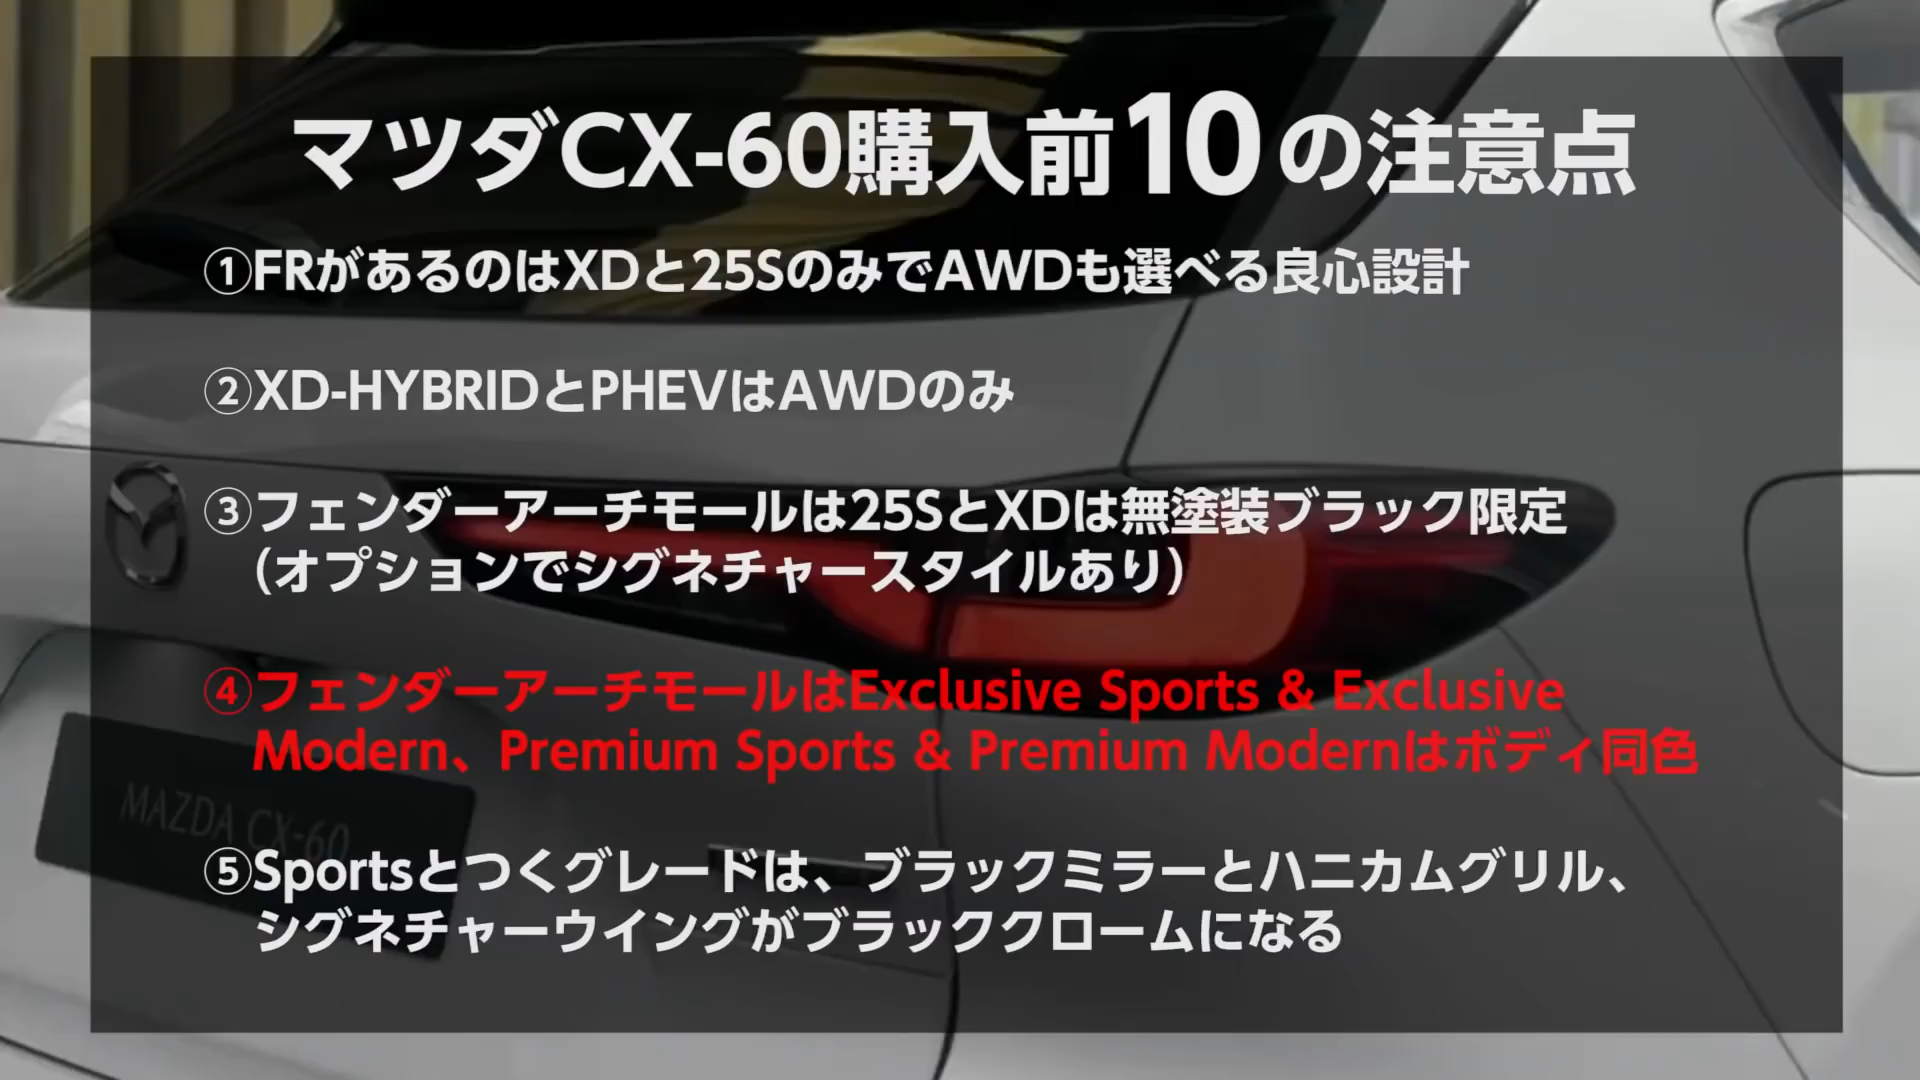 マツダCX-60購入前10の注意点
①FRがあるのはXDと25SのみでAWDも選べる良心設計
②XD-HYBRIDとPHEVはAWDのみ
③フェンダーアーチモールは25SとXDは無塗装ブラック限定
(オプションでシグネチャースタイルあり)
④フェンダーアーチモールはExclusive Sports & Exclusive
Modern、Premium Sports & Premium Modernはボディ同色
MAZDA CX-60
⑤Sportsとつくグレードは、ブラックミラーとハニカムグリル、
シグネチャーウイングがブラッククロームになる